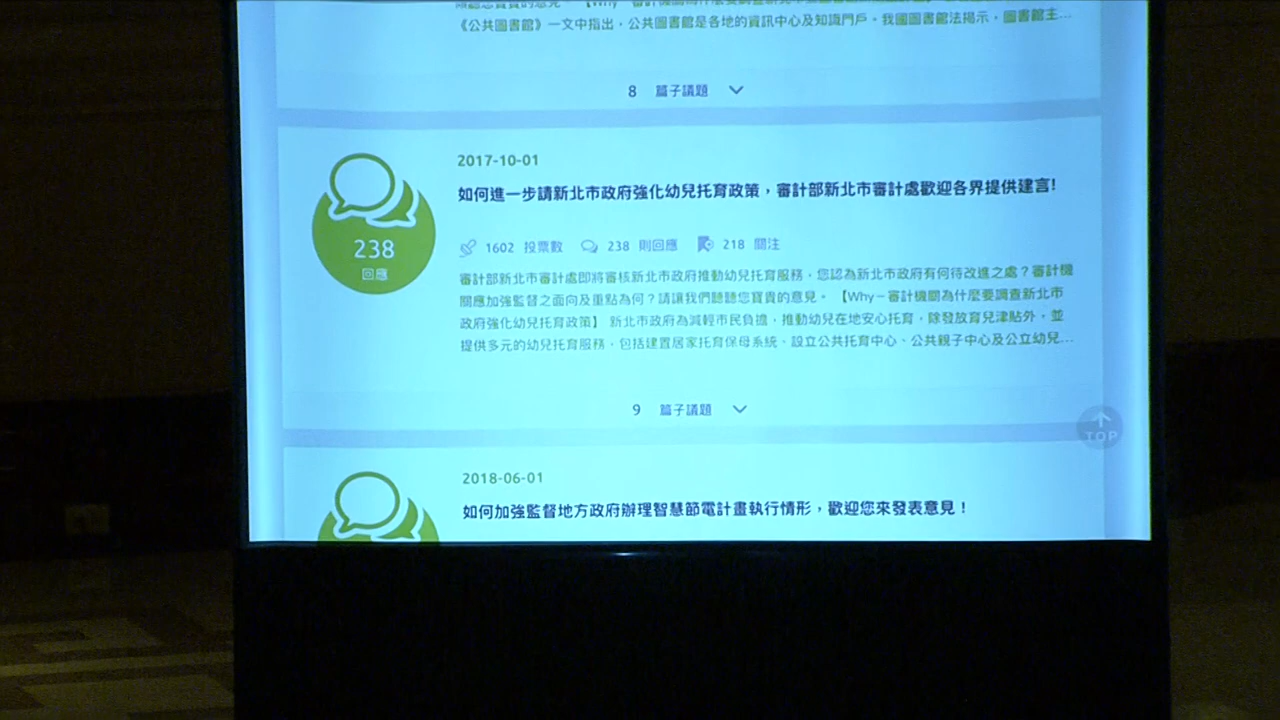 《公共圖書館》一文中指出，公共圖書館是各地的資訊中心及知識門戶。我國圖書館法揭示，圖書館主...
8 篇子議題
2017-10-01
如何進一步請新北市政府強化幼兒托育政策，審計部新北市審計處歡迎各界提供建言!
238
回應
1602 投票數 238 則回應 218 關注
審計部新北市審計處即將審核新北市政府推動幼兒托育服務，您認為新北市政府有何待改進之處？審計機
關應加強監督之面向及重點為何？請讓我們聽聽您寶貴的意見。【Why－審計機關為什麼要調查新北市
政府強化幼兒托育政策】 新北市政府為減輕市民負擔，推動幼兒在地安心托育，除發放育兒津貼外，並
提供多元的幼兒托育服務，包括建置居家托育保母系統、設立公共托育中心、公共親子中心及公立幼兒...
9 篇子議題
TOP
2018-06-01
如何加強監督地方政府辦理智慧節電計畫執行情形，歡迎您來發表意見！